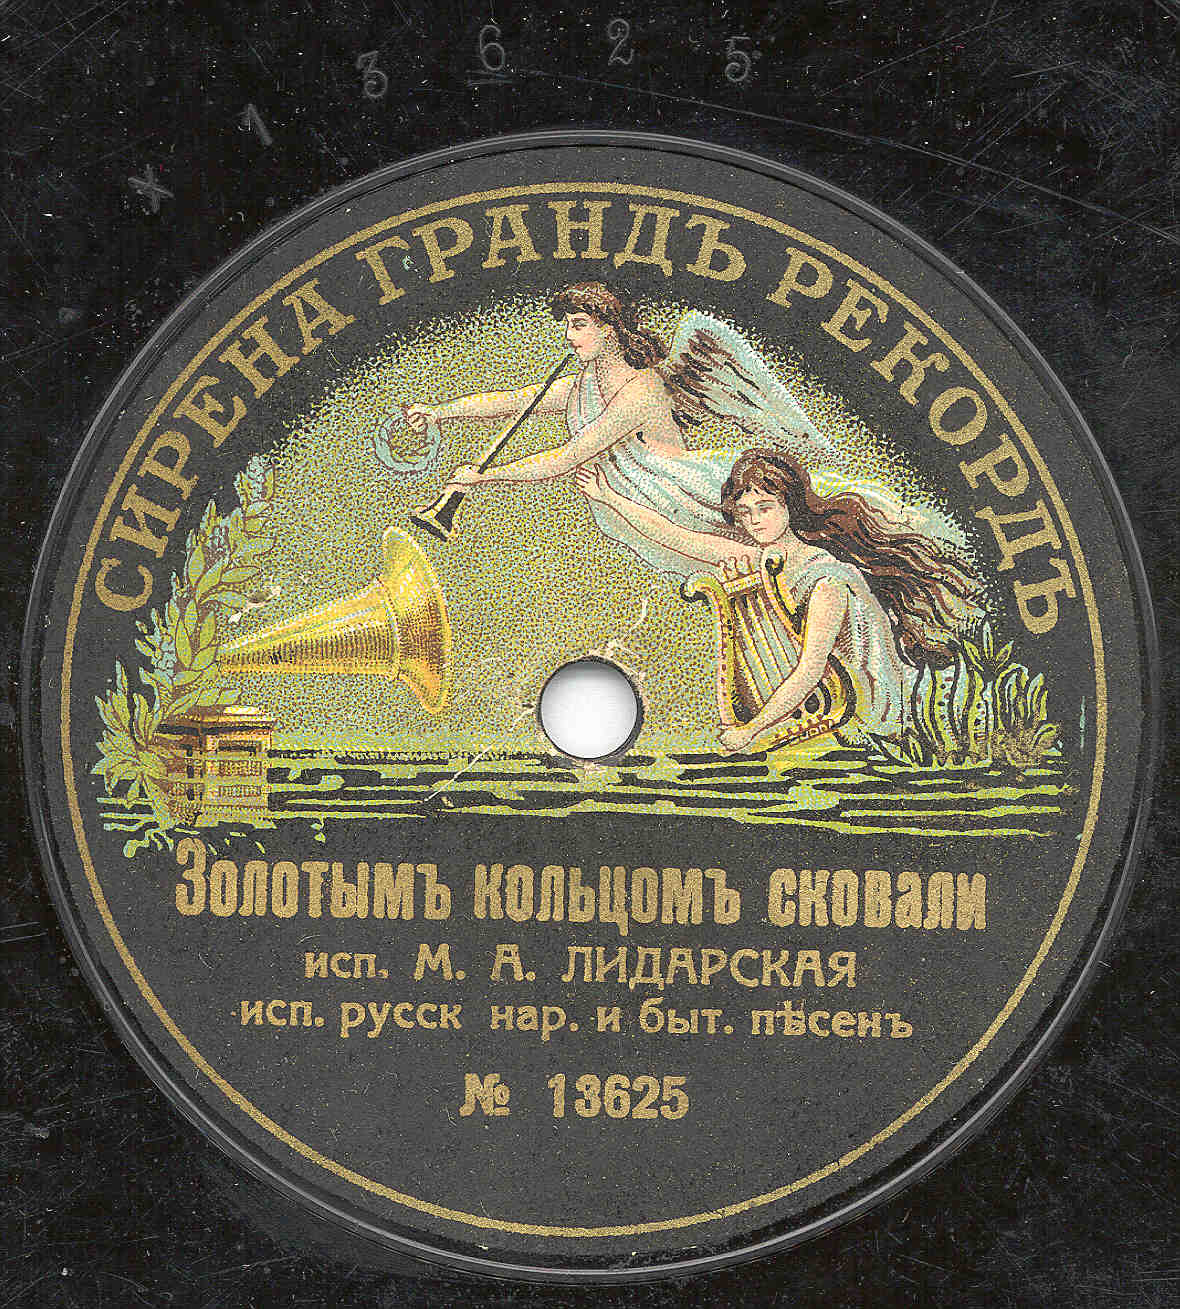 * 13625
СИРЕНА ГРАНДЪ РЕКОРДЪ
Золотымъ кольцомъ сковали
исп. М. А. ЛИДАРСКАЯ
исп. русск нар. и быт. пѣсенъ
№ 13625